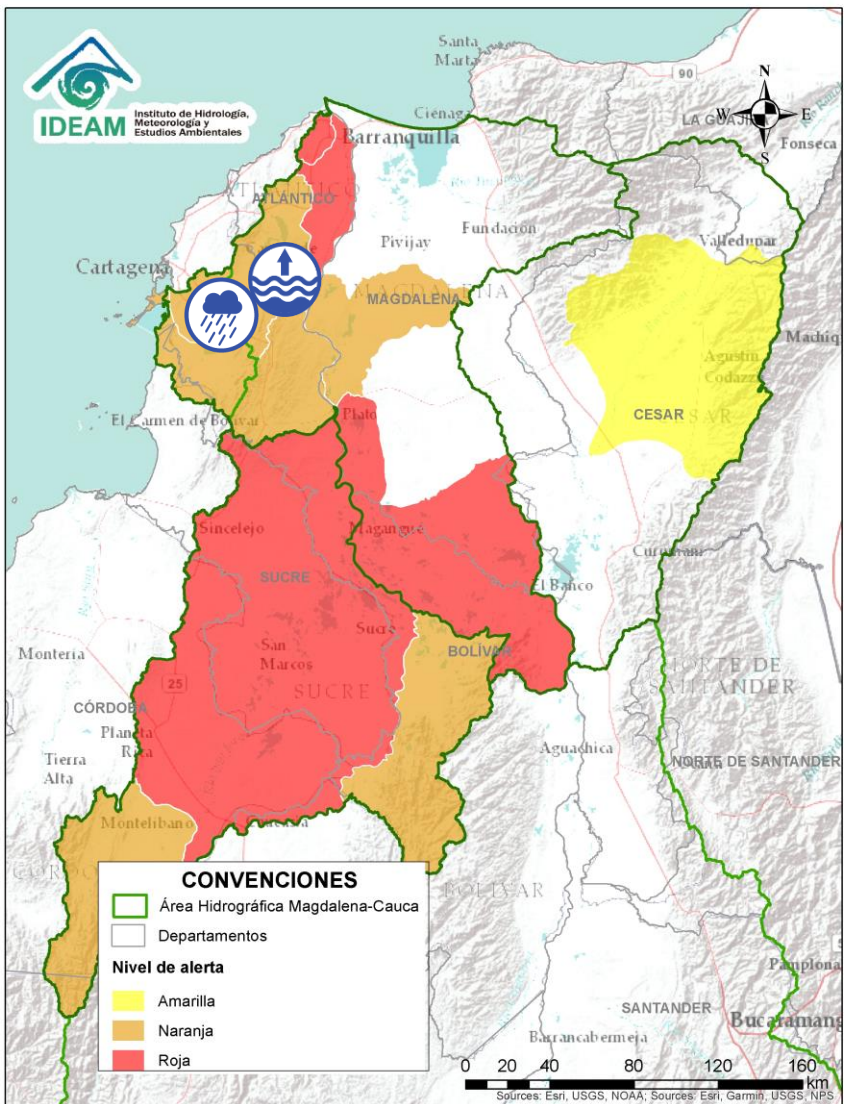 IDEAM
Instituto de Hidrología,
Meteorología y
Estudios Ambientales
Santa
Marta
90
N
W
E
S
LA GUAJI
Ciénaga
Barranquilla
Fonseca
ATLÁNTICO
Pivijay
Fundación
Valledupar
Cartagena
MAGDALENA
Machiq
Agustín
Codazzi
El Carmen de Bolívar
Plato
CESAR
Sincelejo
Magangué
Curumaní
SUCRE
El Banco
Sucre
BOLÍVAR
Montería
San
Marcos
NORTE DE
SANTANDER
25
SUCRE
CÓRDOBA
Planeta
Rica
Aguachica
Tierra
Alta
NORTE DE SANTANDER
Montelibano
Caucasia
BOLÍVAR
CONVENCIONES
Área Hidrográfica Magdalena-Cauca
Departamentos
Nivel de alerta
Amarilla
Naranja
Roja
Pamplona
SANTANDER
Bucaramang
Barrancabermeja
0 20 40 80 120 160
km
Sources: Esri, USGS, NOAA; Sources: Esri, Garmin, USGS, NPS